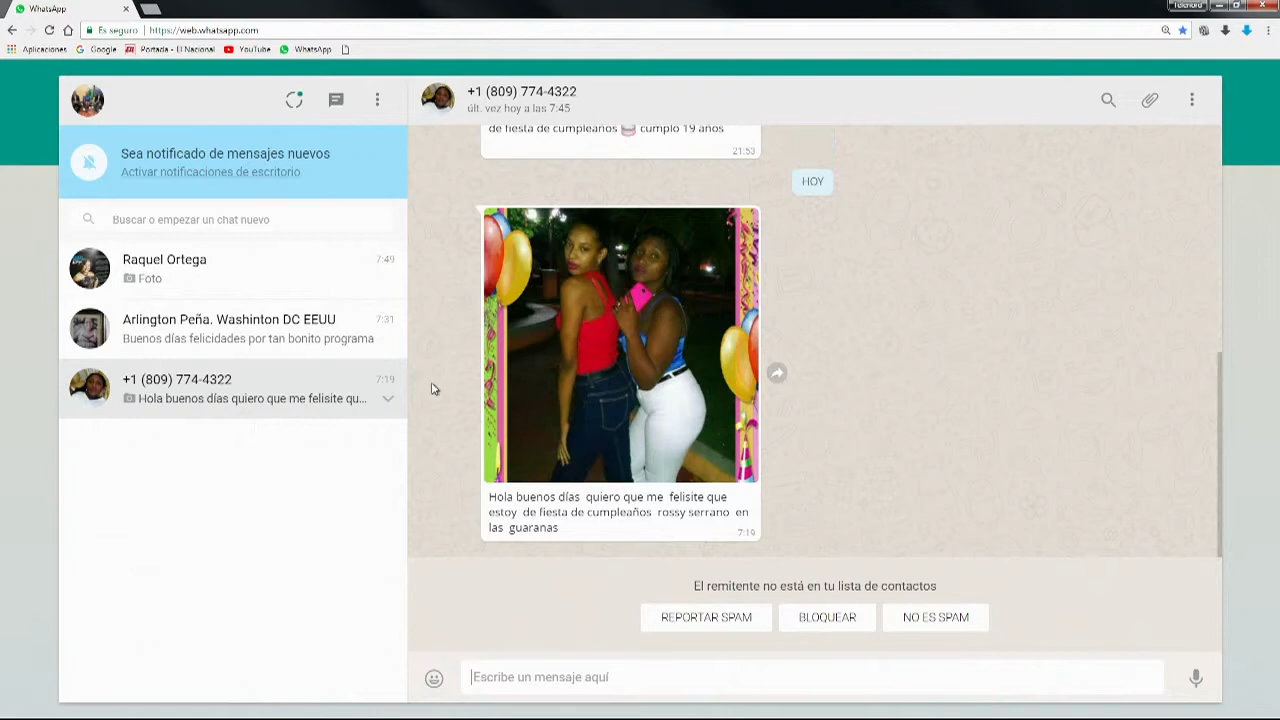 WhatsApp
Telenord
Es seguro
https://web.whatsapp.com
Aplicaciones
Google
Portada - El Nacional
YouTube
WhatsApp
+1 (809) 774-4322
últ. vez hoy a las 7:45
Sea notificado de mensajes nuevos
Activar notificaciones de escritorio
Buscar o empezar un chat nuevo
Raquel Ortega
7:49
Foto
Arlington Peña. Washinton DC EEUU
7:31
Buenos días felicidades por tan bonito programa
+1 (809) 774-4322
7:19
Hola buenos días quiero que me felisite qu...
de fiesta de cumpleaños 🎂 cumplo 19 años
21:53
HOY
Hola buenos días quiero que me felisite que
estoy de fiesta de cumpleaños rossy serrano en
las guaranas
7:19
El remitente no está en tu lista de contactos
REPORTAR SPAM
BLOQUEAR
NO ES SPAM
Escribe un mensaje aquí